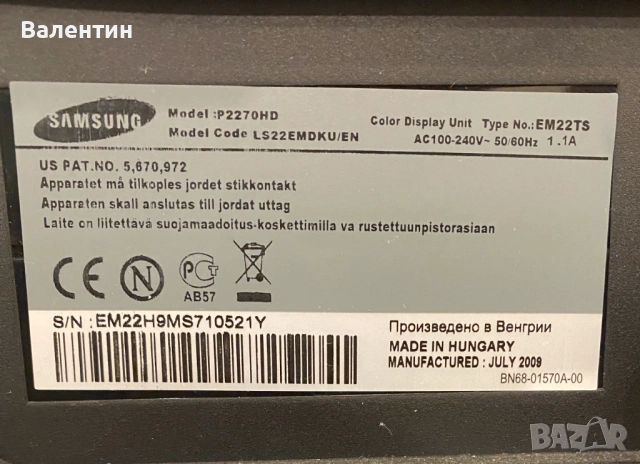 Валентин
SAMSUNG
Model :P2270HD
Model Code LS22EMDKU/EN
Color Display Unit Type No.:EM22TS
AC100-240V~ 50/60Hz 1.1A
US PAT.NO. 5,670,972
Apparatet må tilkoples jordet stikkontakt
Apparaten skall anslutas till jordat uttag
Laite on liitettävä suojamaadoitus-koskettimilla va rustettuunpistorasiaan
CE N PCT
AB57
S/N : EM22H9MS710521Y
Произведено в Венгрии
MADE IN HUNGARY
MANUFACTURED : JULY 2009
BN68-01570A-00
BAZAR